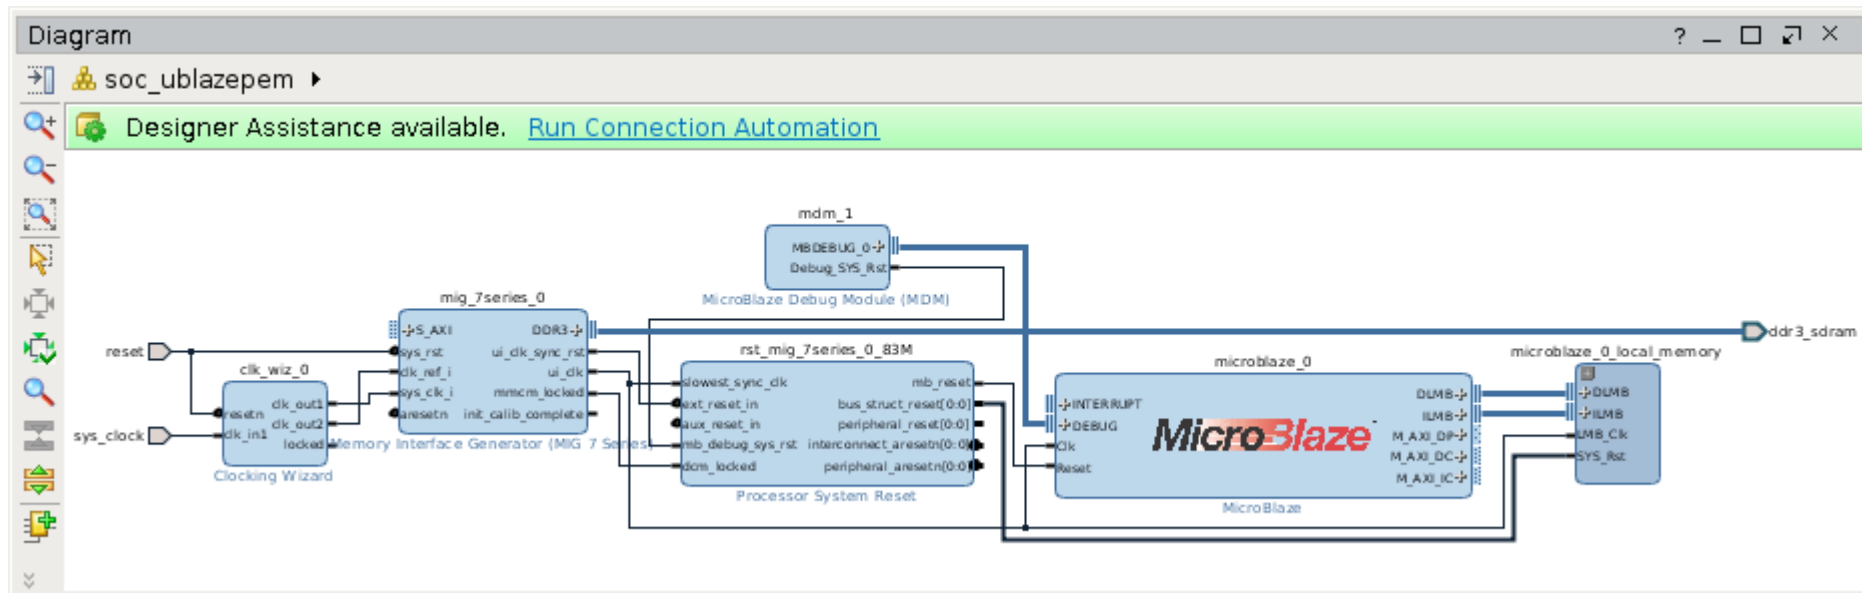 Diagram
?
soc_ublazepem
Designer Assistance available. Run Connection Automation
mdm_1
MBDEBUG_0
Debug_SYS_Rst
MicroBlaze Debug Module (MDM)
mig_7series_0
S_AXI
DDR3
sys_rst
ui_clk_sync_rst
clk_ref_i
ui_clk
sys_clk_i
mmcm_locked
aresetn
init_calib_complete
Memory Interface Generator (MIG 7 Series
reset
sys_clock
clk_wiz_0
clk_out1
resetn
clk_out2
clk_in1
locked
Clocking Wizard
rst_mig_7series_0_83M
slowest_sync_clk
mb_reset
ext_reset_in
bus_struct_reset[0:0]
aux_reset_in
peripheral_reset[0:0]
mb_debug_sys_rst
interconnect_aresetn[0:0]
dcm_locked
peripheral_aresetn[0:0]
Processor System Reset
microblaze_0
INTERRUPT
DEBUG
Clk
Reset
MicroBlaze
DLMB
ILMB
M_AXI_DP
M_AXI_DC
M_AXI_IC
MicroBlaze
ddr3_sdram
microblaze_0_local_memory
DLMB
ILMB
LMB_Clk
SYS_Rst